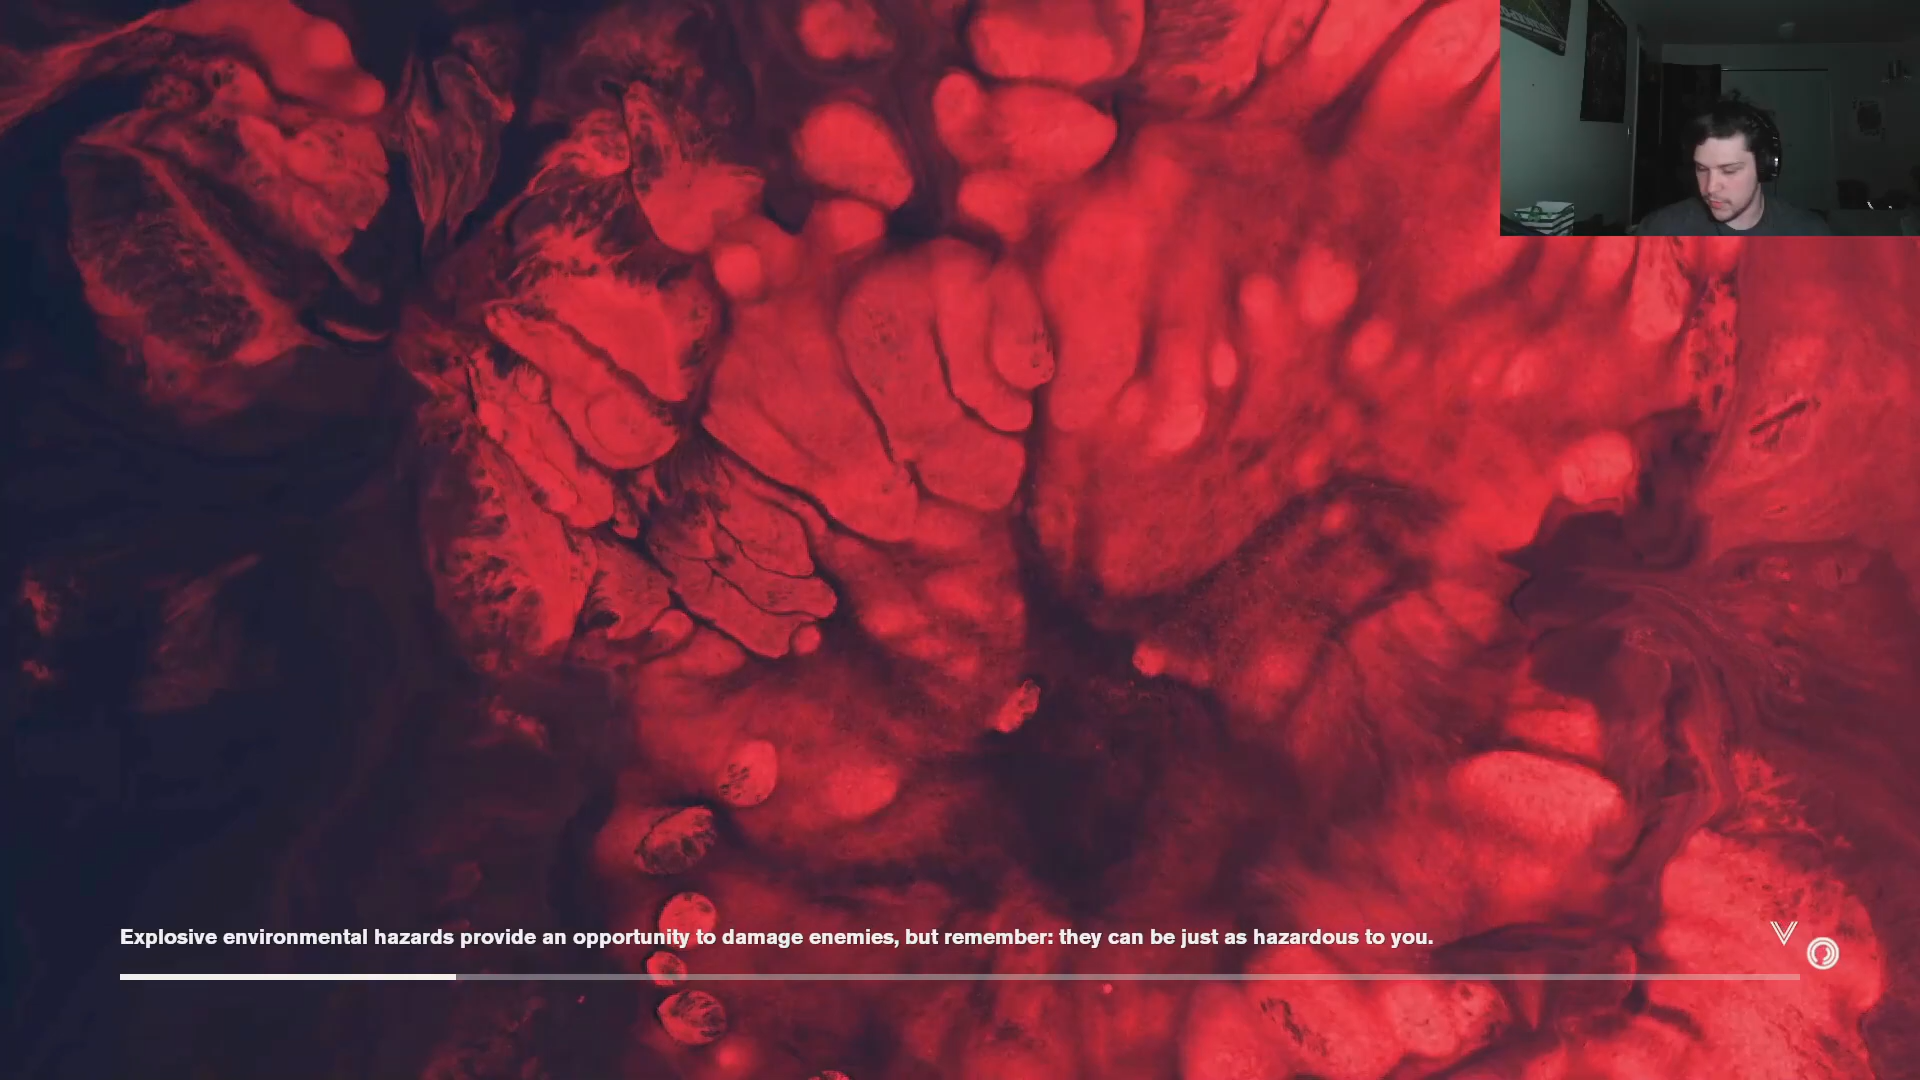 Explosive environmental hazards provide an opportunity to damage enemies, but remember: they can be just as hazardous to you.